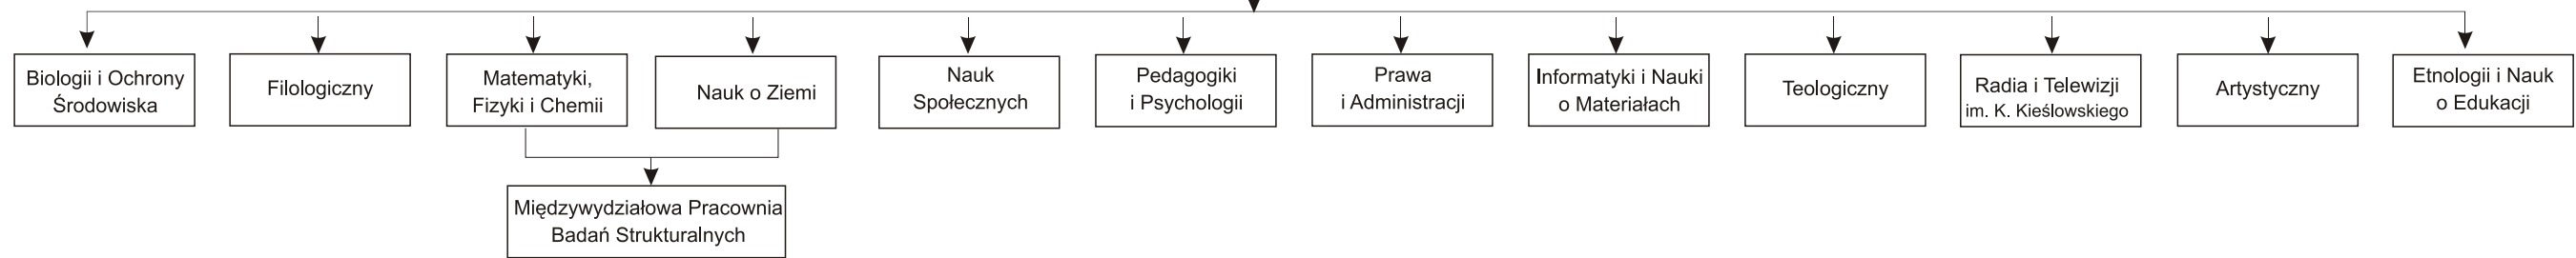 Biologii i Ochrony
Środowiska
Filologiczny
Matematyki,
Fizyki i Chemii
Nauk o Ziemi
Nauk
Społecznych
Pedagogiki
i Psychologii
Prawa
i Administracji
Informatyki i Nauki
o Materiałach
Teologiczny
Radia i Telewizji
im. K. Kieślowskiego
Artystyczny
Etnologii i Nauk
o Edukacji
Międzywydziałowa Pracownia
Badań Strukturalnych